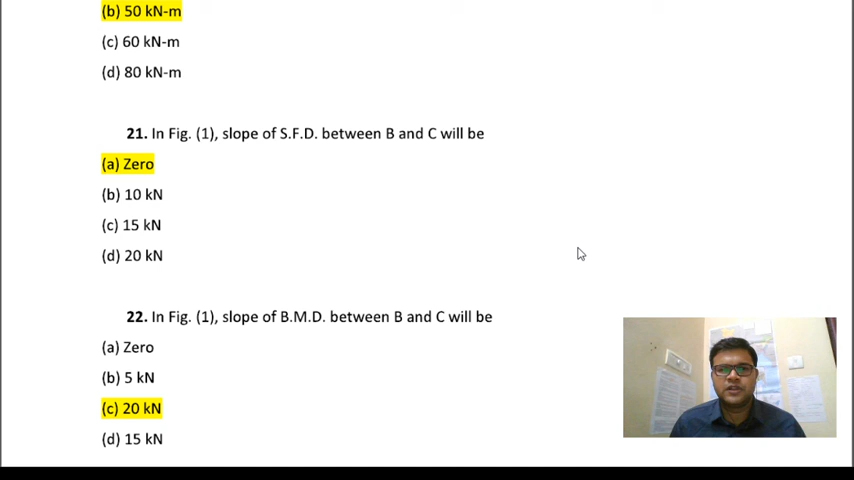 (b) 50 kN-m
(c) 60 kN-m
(d) 80 kN-m
21. In Fig. (1), slope of S.F.D. between B and C will be
(a) Zero
(b) 10 kN
(c) 15 kN
(d) 20 kN
22. In Fig. (1), slope of B.M.D. between B and C will be
(a) Zero
(b) 5 kN
(c) 20 kN
(d) 15 kN